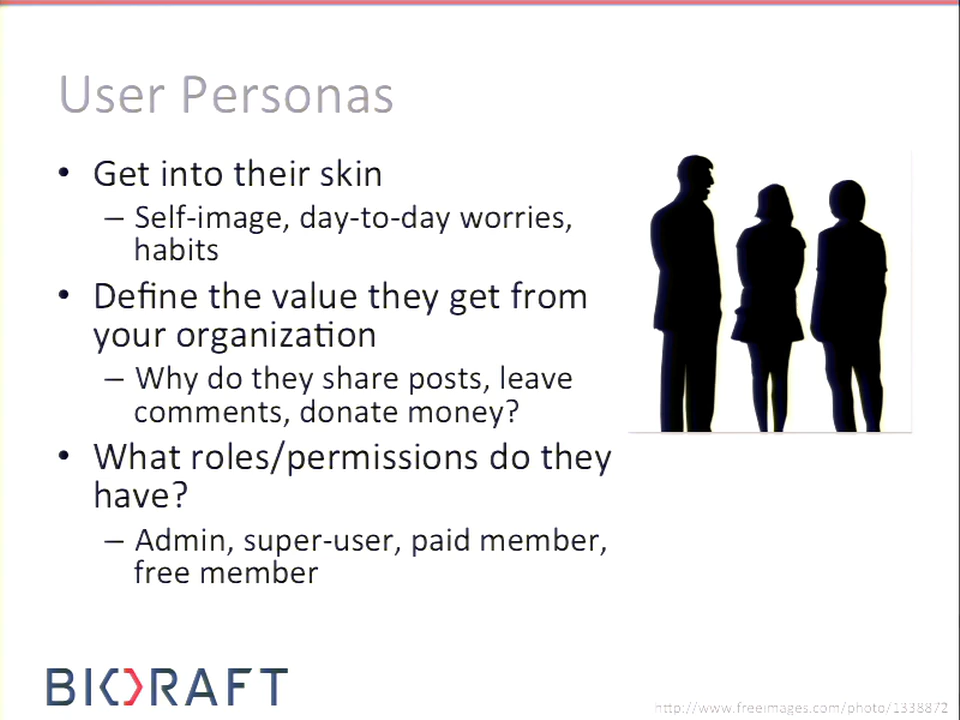 User Personas
• Get into their skin
– Self-image, day-to-day worries,
habits
• Define the value they get from
your organization
– Why do they share posts, leave
comments, donate money?
• What roles/permissions do they
have?
– Admin, super-user, paid member,
free member
BIORAFT
http://www.freeimages.com/photo/1338872